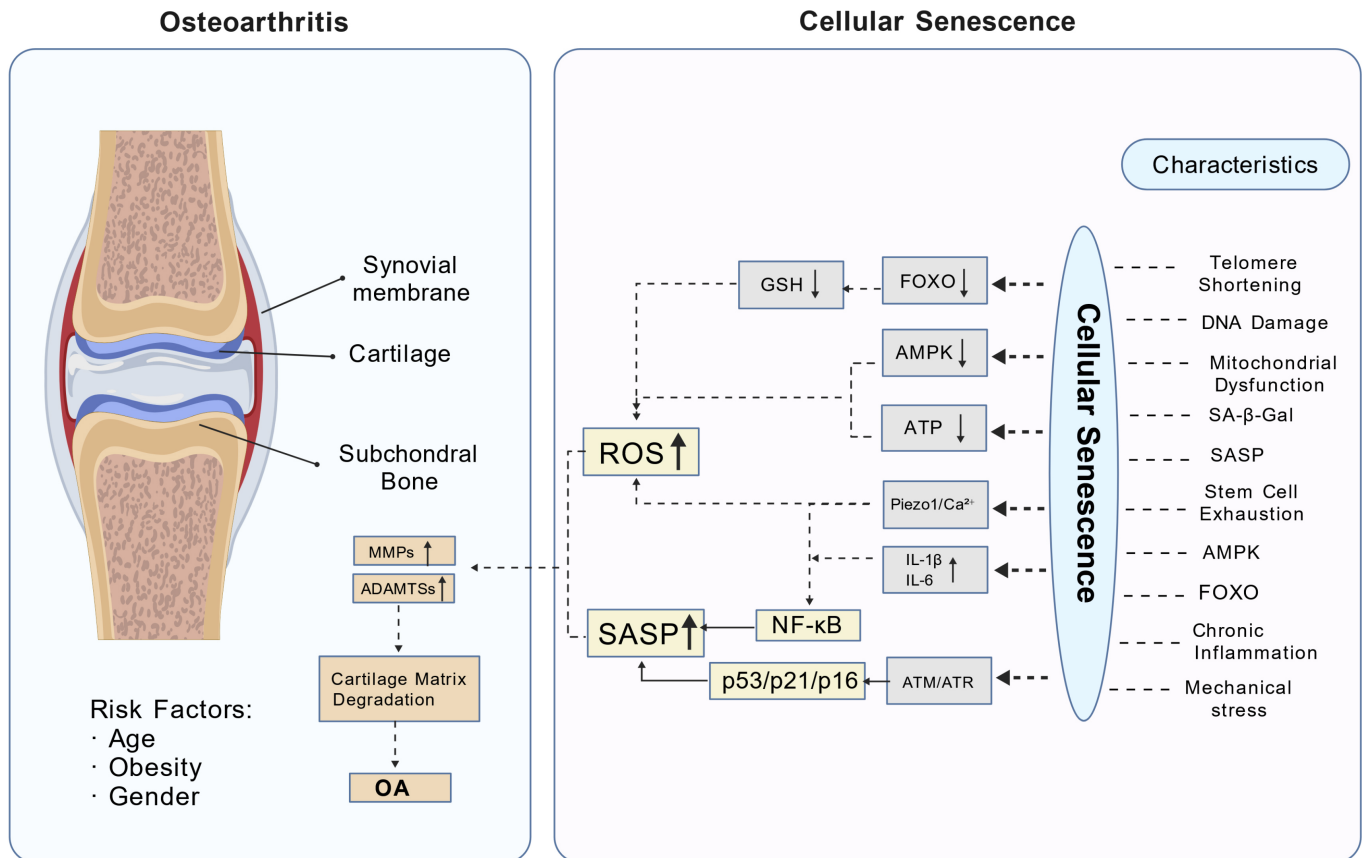 Osteoarthritis
Synovial
membrane
Cartilage
Subchondral
Bone
MMPs
ADAMTSs
Cartilage Matrix
Degradation
OA
Risk Factors:
· Age
· Obesity
· Gender
Cellular Senescence
Characteristics
GSH
FOXO
AMPK
ATP
ROS
Piezo1/Ca²⁺
IL-1β
IL-6
NF-κB
SASP
p53/p21/p16
ATM/ATR
Cellular Senescence
Telomere
Shortening
DNA Damage
Mitochondrial
Dysfunction
SA-β-Gal
SASP
Stem Cell
Exhaustion
AMPK
FOXO
Chronic
Inflammation
Mechanical
stress